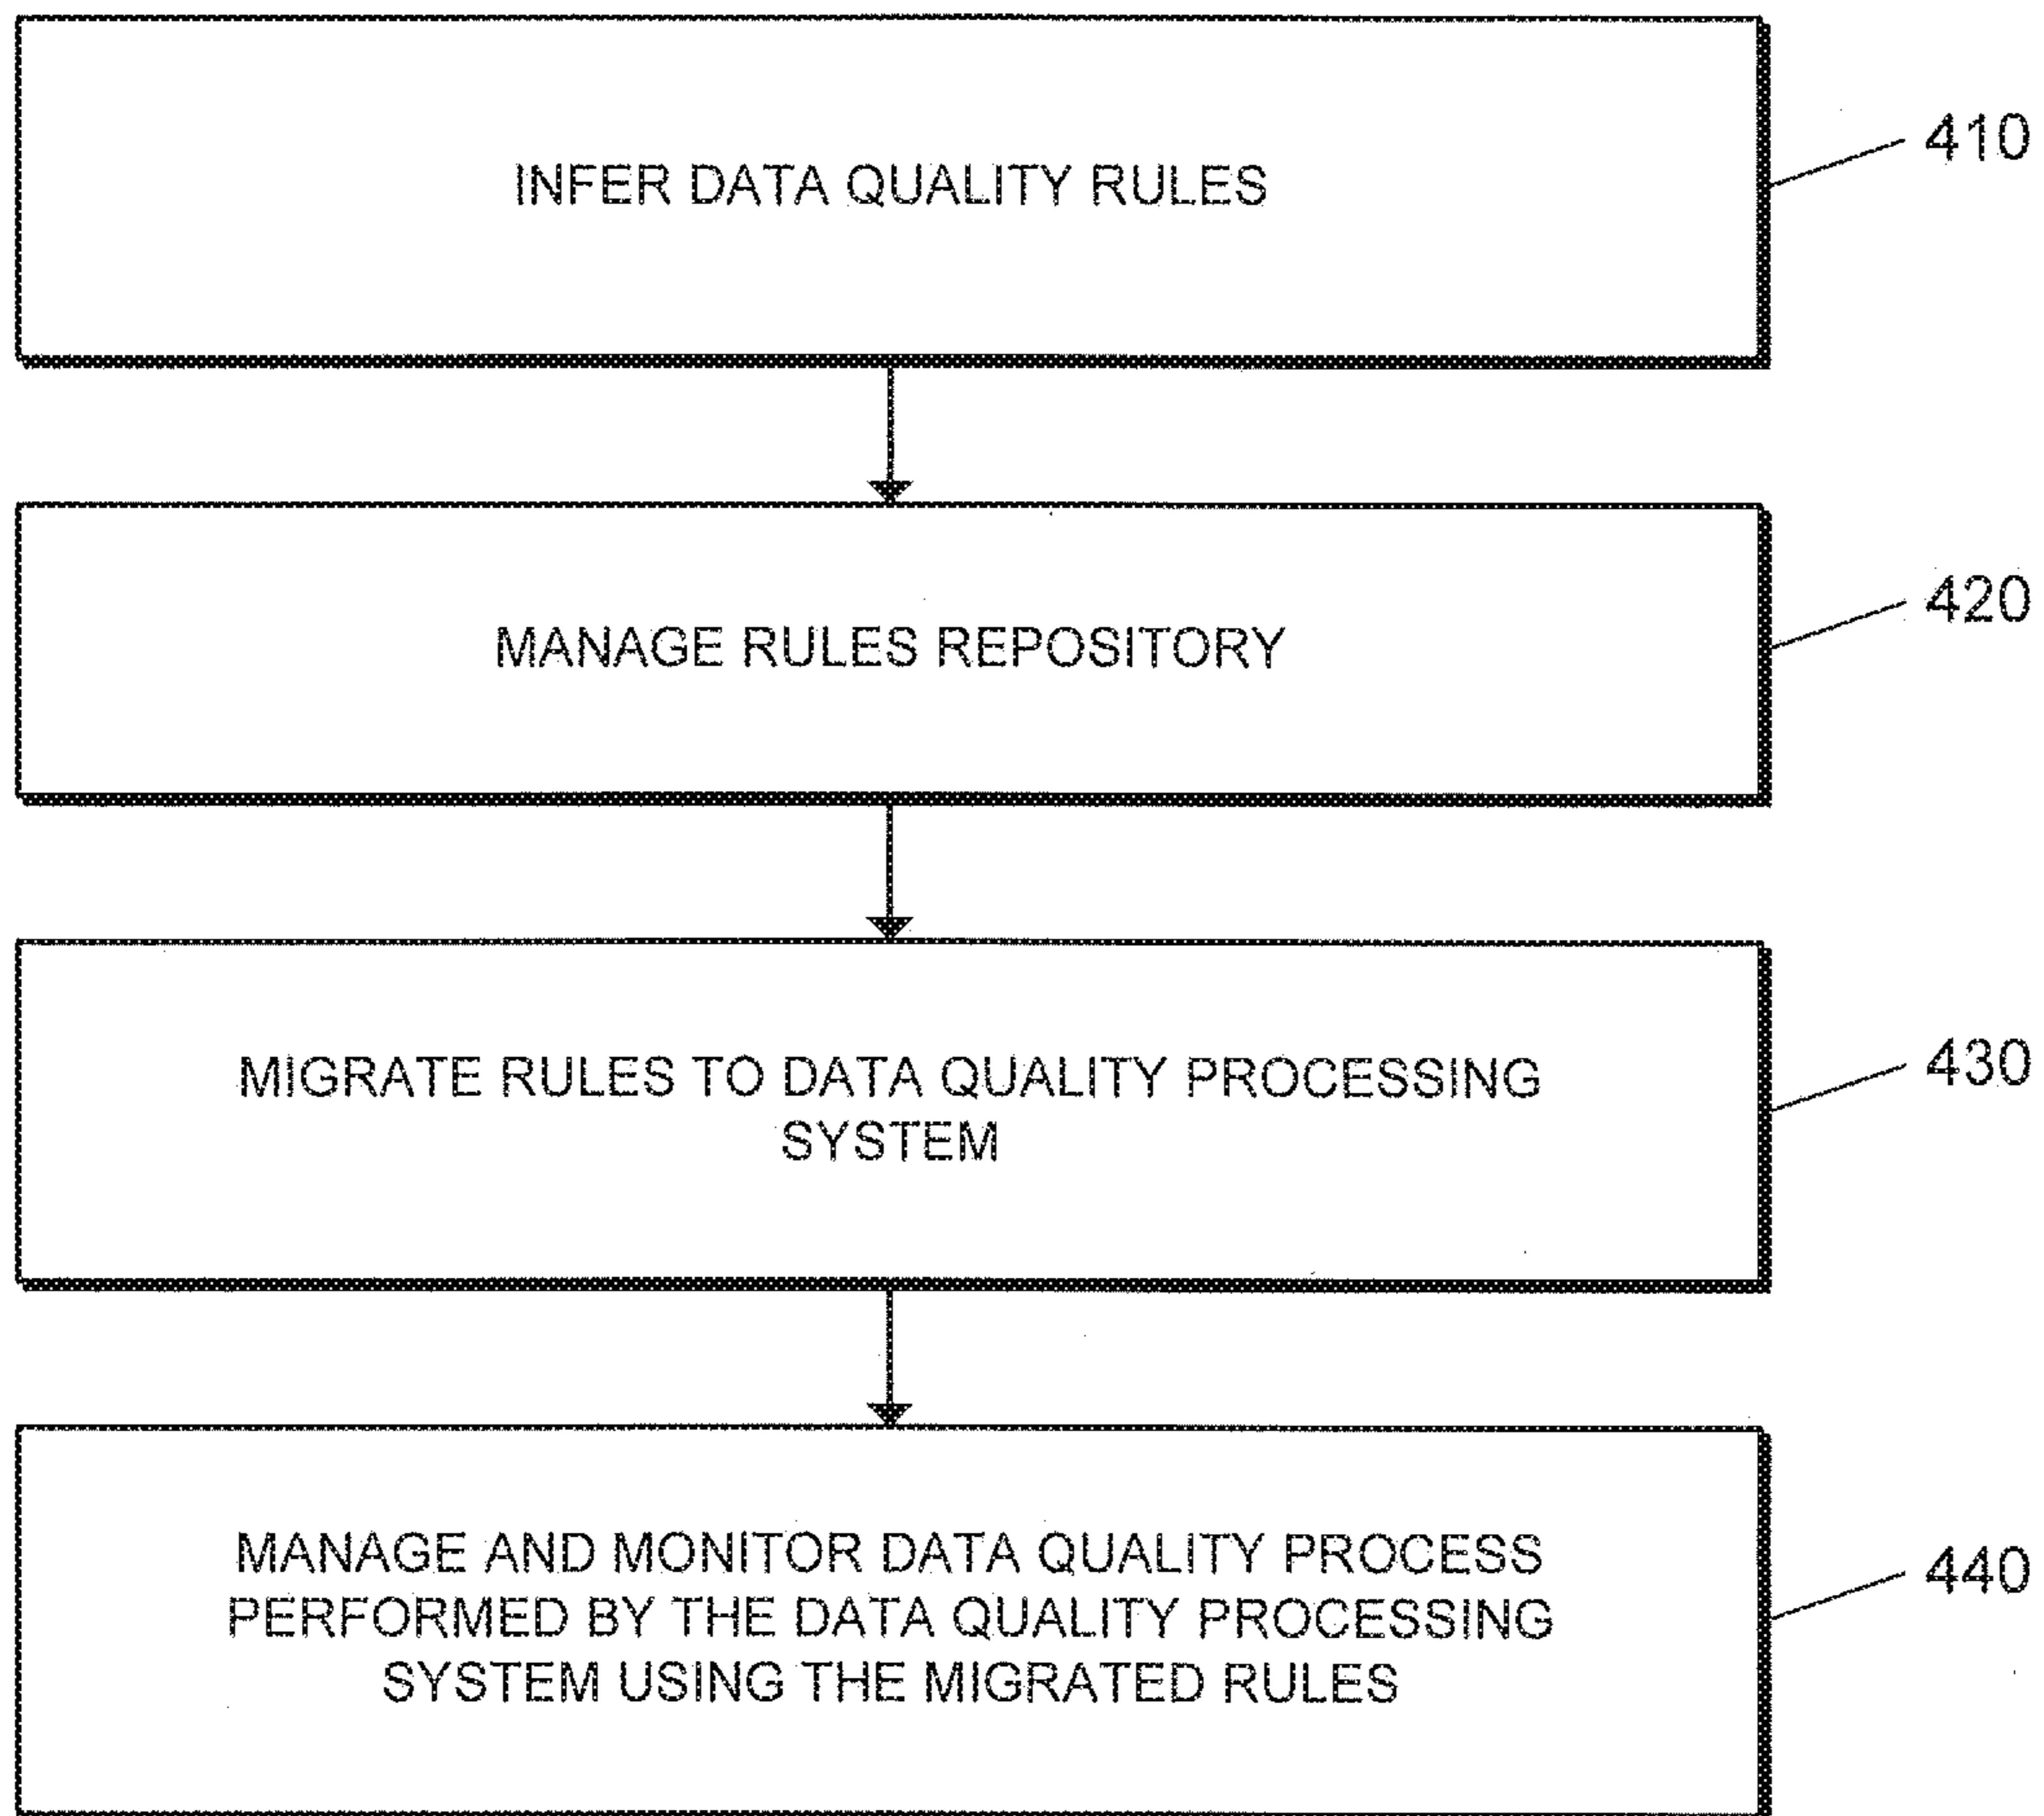 INFER DATA QUALITY RULES
410
MANAGE RULES REPOSITORY
420
MIGRATE RULES TO DATA QUALITY PROCESSING
SYSTEM
430
MANAGE AND MONITOR DATA QUALITY PROCESS
PERFORMED BY THE DATA QUALITY PROCESSING
SYSTEM USING THE MIGRATED RULES
440